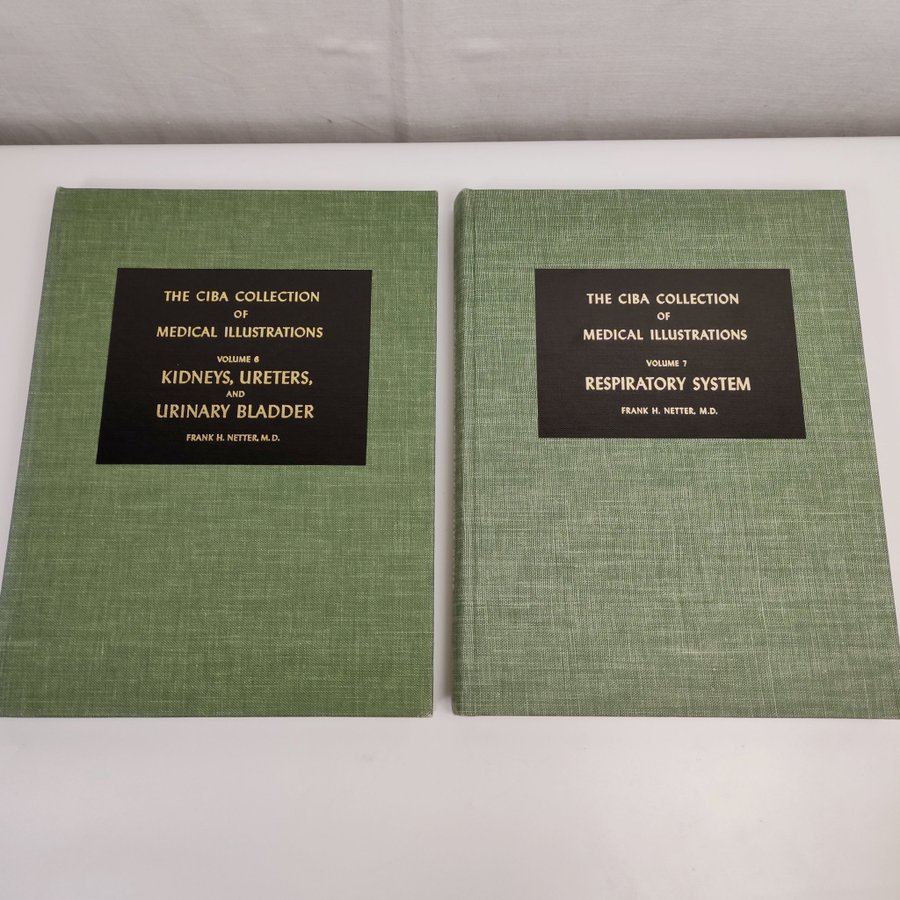 THE CIBA COLLECTION
OF
MEDICAL ILLUSTRATIONS
VOLUME 6
KIDNEYS, URETERS,
AND
URINARY BLADDER
FRANK H. NETTER, M.D.
THE CIBA COLLECTION
OF
MEDICAL ILLUSTRATIONS
VOLUME 7
RESPIRATORY SYSTEM
FRANK H. NETTER, M.D.